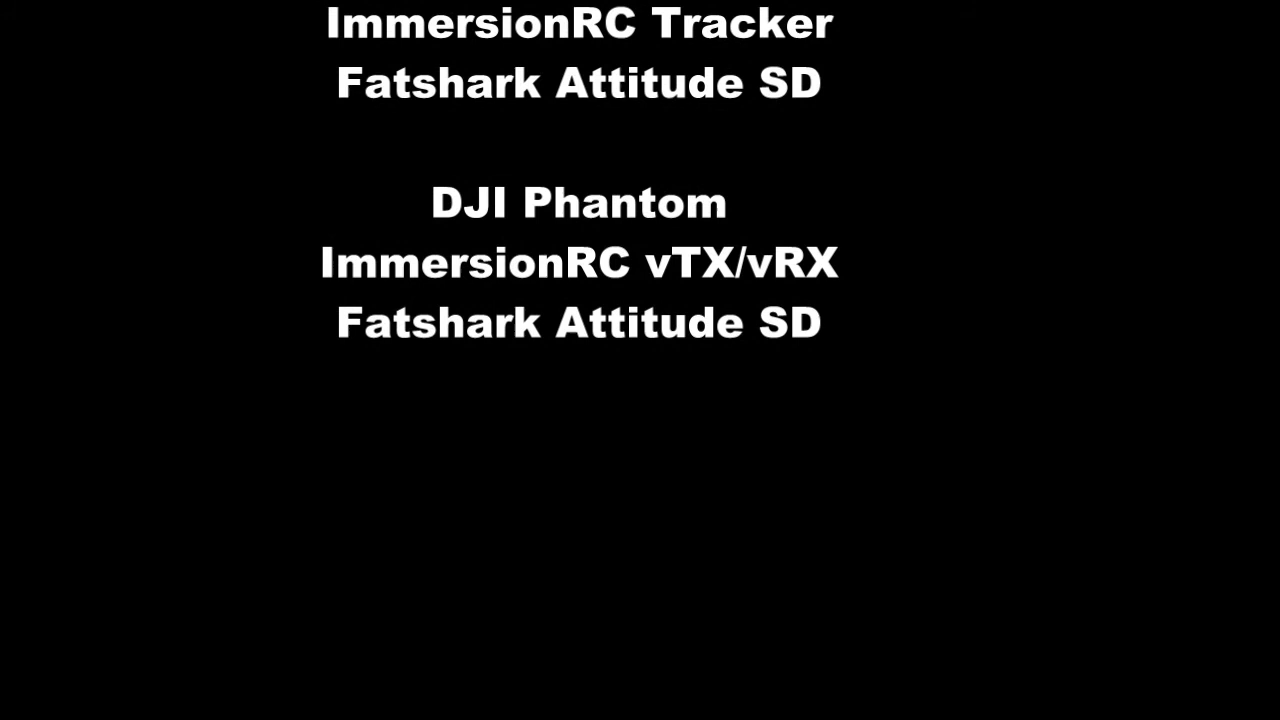 ImmersionRC Tracker
Fatshark Attitude SD
DJI Phantom
ImmersionRC vTX/vRX
Fatshark Attitude SD